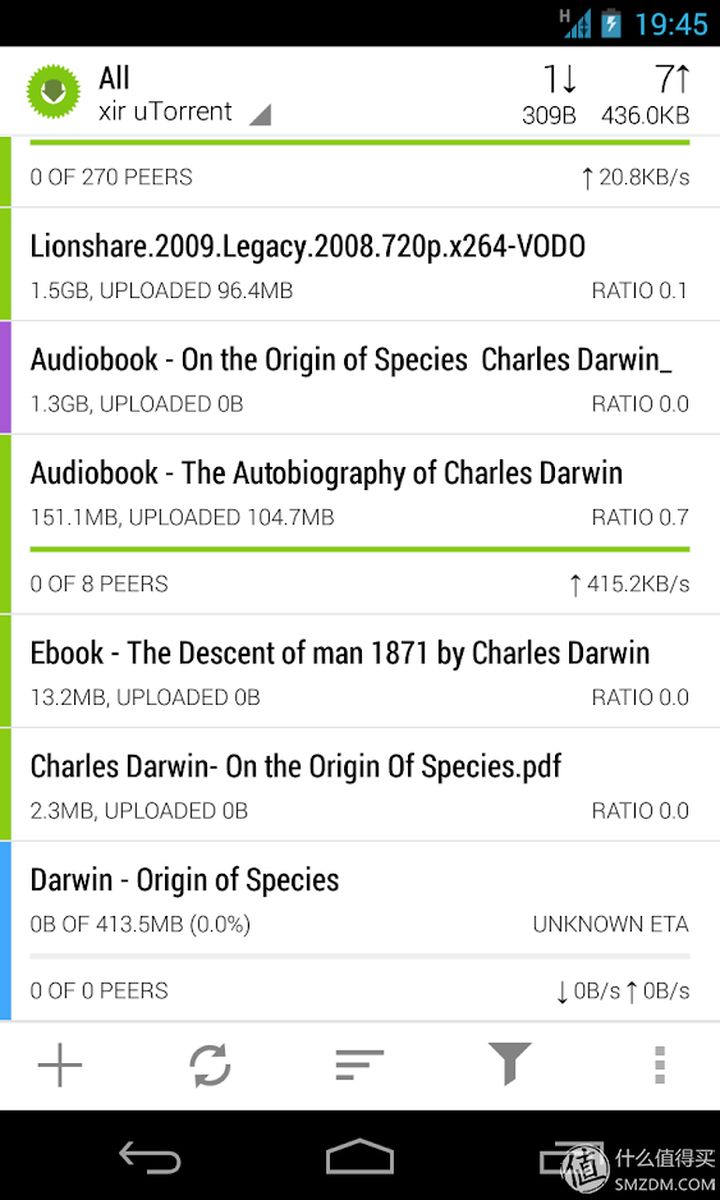 H 19:45
All 1↓ 7↑
xir uTorrent 309B 436.0KB
0 OF 270 PEERS ↑ 20.8KB/s
Lionshare.2009.Legacy.2008.720p.x264-VODO
1.5GB, UPLOADED 96.4MB RATIO 0.1
Audiobook - On the Origin of Species  Charles Darwin_
1.3GB, UPLOADED 0B RATIO 0.0
Audiobook - The Autobiography of Charles Darwin
151.1MB, UPLOADED 104.7MB RATIO 0.7
0 OF 8 PEERS ↑ 415.2KB/s
Ebook - The Descent of man 1871 by Charles Darwin
13.2MB, UPLOADED 0B RATIO 0.0
Charles Darwin- On the Origin Of Species.pdf
2.3MB, UPLOADED 0B RATIO 0.0
Darwin - Origin of Species
0B OF 413.5MB (0.0%) UNKNOWN ETA
0 OF 0 PEERS ↓ 0B/s ↑ 0B/s
值 什么值得买
SMZDM.COM